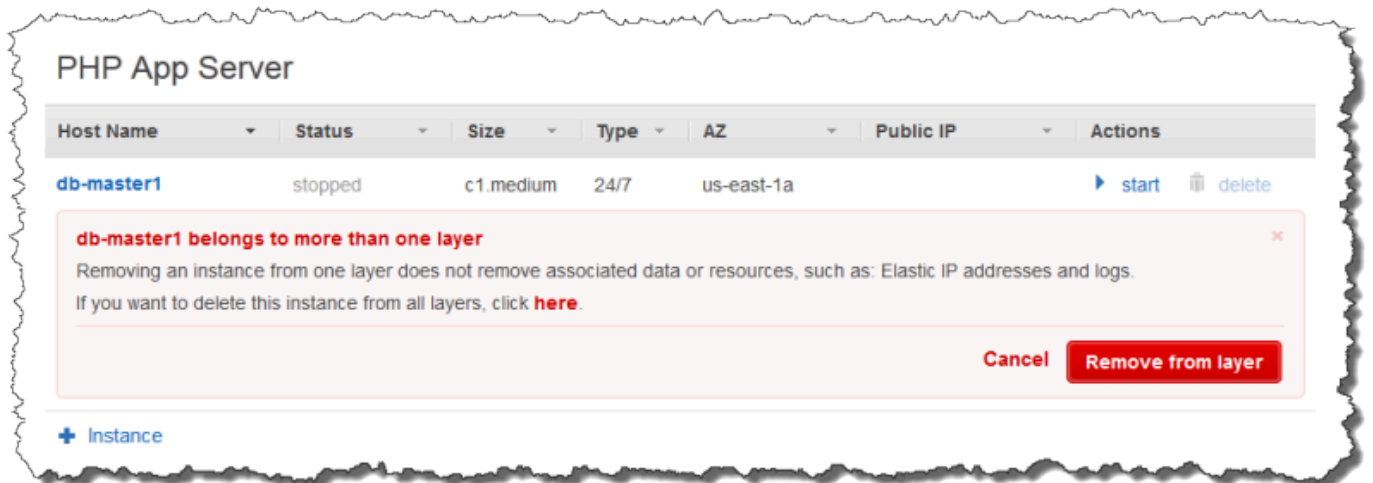 PHP App Server
Host Name Status Size Type AZ Public IP Actions
db-master1 stopped c1.medium 24/7 us-east-1a start delete
db-master1 belongs to more than one layer
Removing an instance from one layer does not remove associated data or resources, such as: Elastic IP addresses and logs.
If you want to delete this instance from all layers, click here.
Cancel Remove from layer
Instance